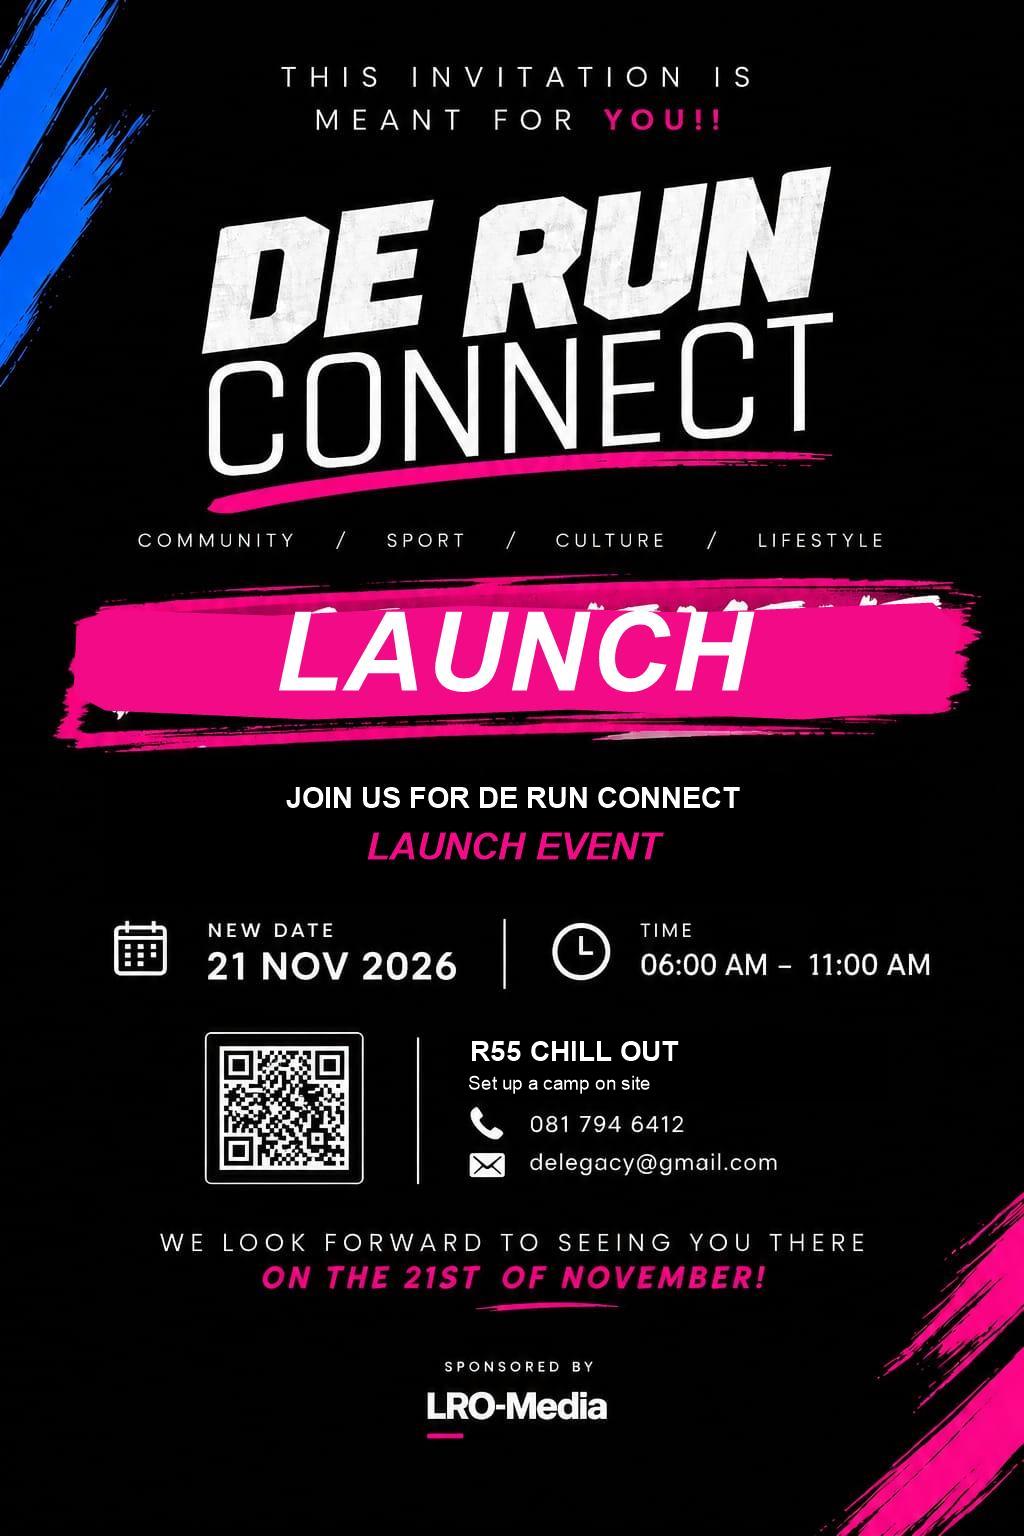 THIS INVITATION IS
MEANT FOR YOU!!
DE RUN
CONNECT
COMMUNITY / SPORT / CULTURE / LIFESTYLE
LAUNCH
JOIN US FOR DE RUN CONNECT
LAUNCH EVENT
NEW DATE
21 NOV 2026
TIME
06:00 AM – 11:00 AM
R55 CHILL OUT
Set up a camp on site
081 794 6412
delegacy@gmail.com
WE LOOK FORWARD TO SEEING YOU THERE
ON THE 21ST OF NOVEMBER!
SPONSORED BY
LRO-Media